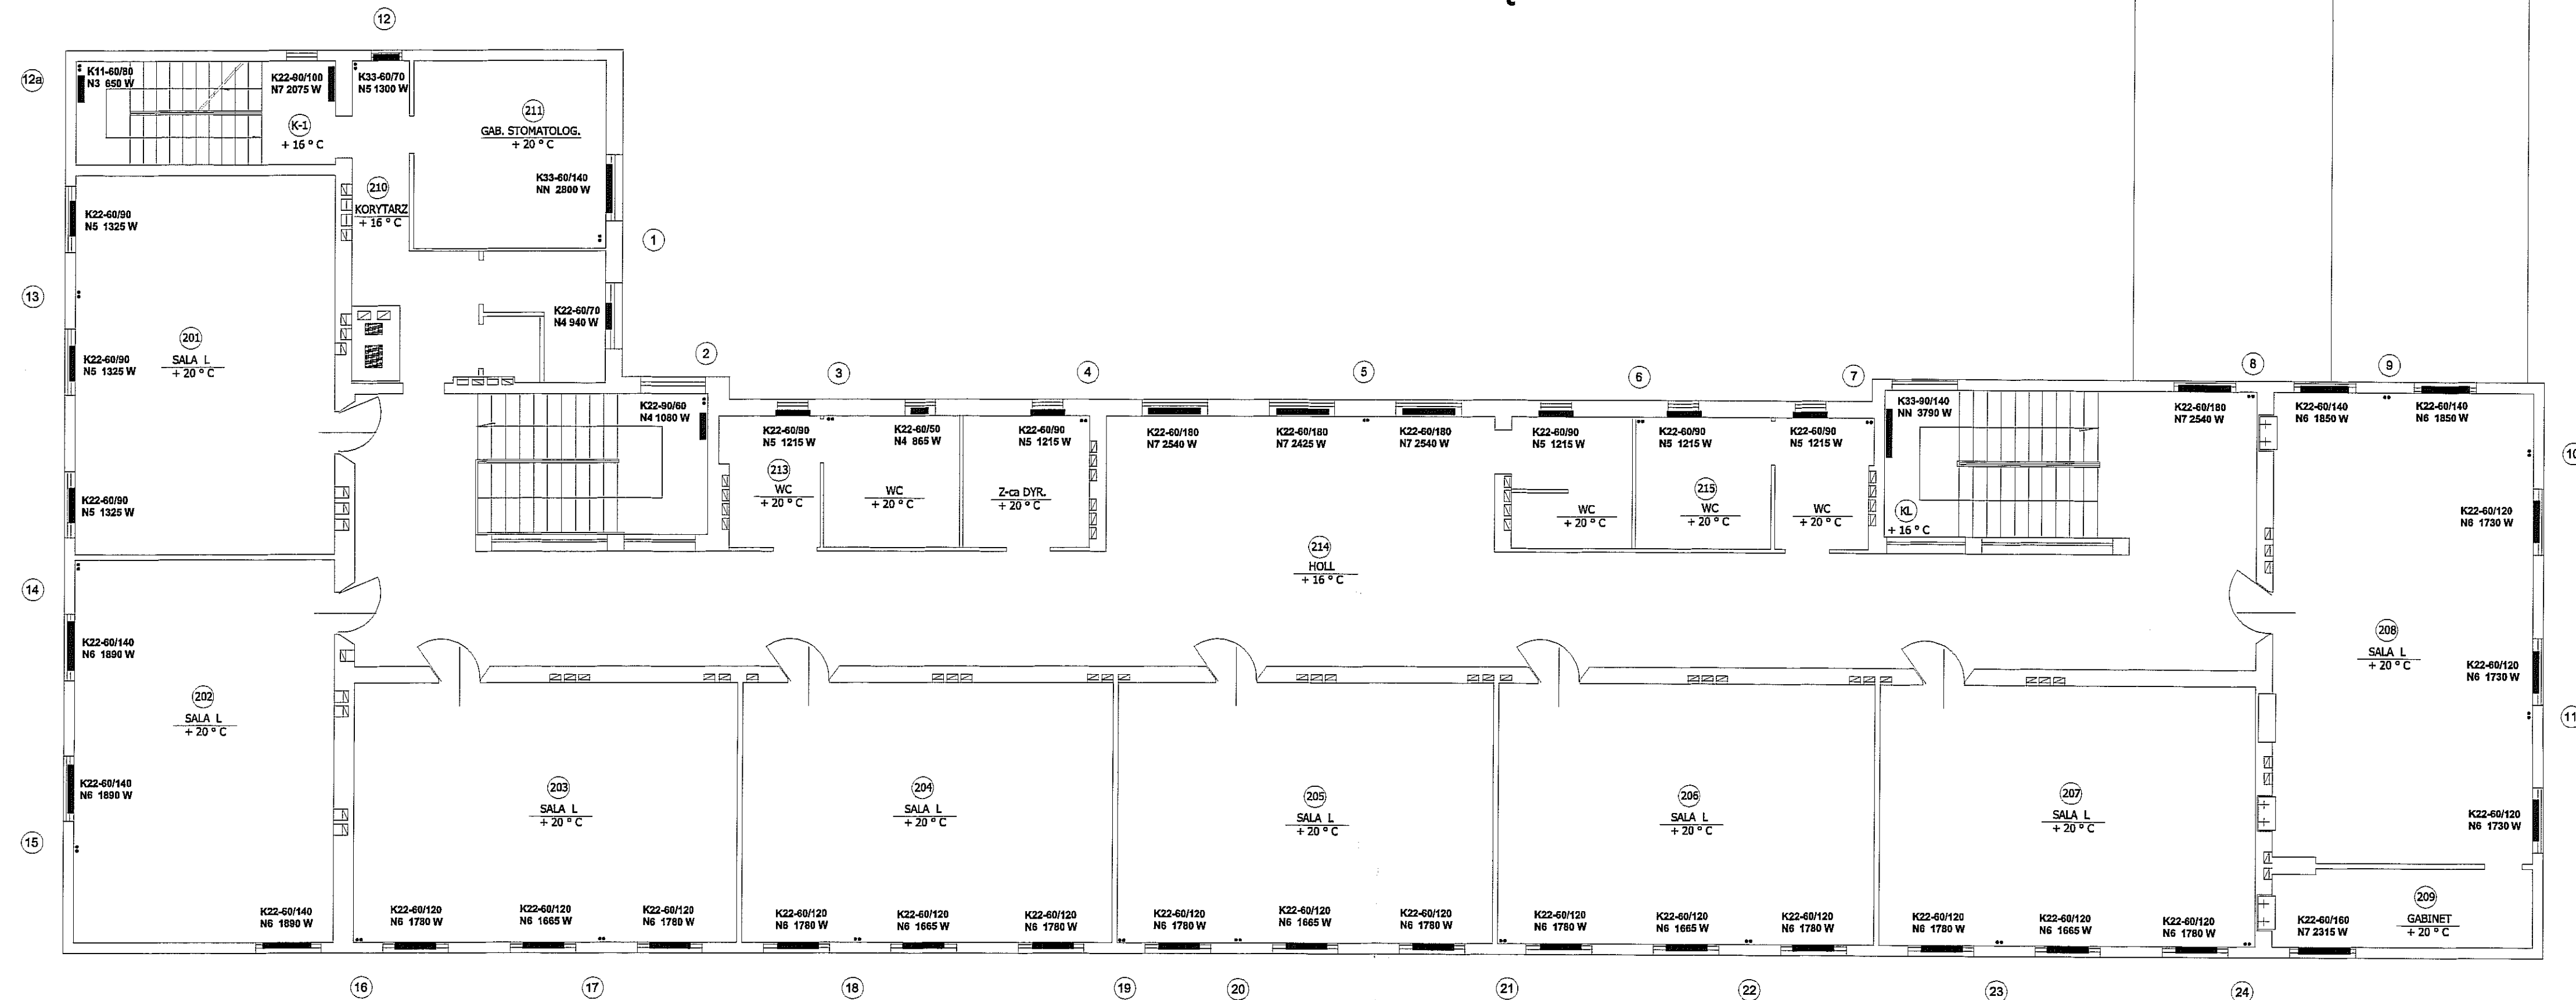 12
12a
K11-60/80
N3 650 W
K22-90/100
N7 2075 W
K33-60/70
N5 1300 W
K-1
+ 16 ° C
211
GAB. STOMATOLOG.
+ 20 ° C
K33-60/140
NN 2800 W
210
KORYTARZ
+ 16 ° C
K22-60/90
N5 1325 W
1
13
K22-60/70
N4 940 W
201
SALA L
+ 20 ° C
K22-60/90
N5 1325 W
K22-60/90
N5 1325 W
2
3
4
5
6
7
8
9
K22-90/60
N4 1080 W
K22-60/90
N5 1215 W
K22-60/50
N4 865 W
K22-60/90
N5 1215 W
K22-60/180
N7 2540 W
K22-60/180
N7 2425 W
K22-60/180
N7 2540 W
K22-60/90
N5 1215 W
K22-60/90
N5 1215 W
K22-60/90
N5 1215 W
K33-90/140
NN 3790 W
K22-60/180
N7 2540 W
K22-60/140
N6 1850 W
K22-60/140
N6 1850 W
10
213
WC
+ 20 ° C
WC
+ 20 ° C
Z-ca DYR.
+ 20 ° C
WC
+ 20 ° C
215
WC
+ 20 ° C
WC
+ 20 ° C
KL
+ 16 ° C
K22-60/120
N6 1730 W
214
HOLL
+ 16 ° C
14
K22-60/140
N6 1890 W
208
SALA L
+ 20 ° C
K22-60/120
N6 1730 W
202
SALA L
+ 20 ° C
11
K22-60/140
N6 1890 W
203
SALA L
+ 20 ° C
204
SALA L
+ 20 ° C
205
SALA L
+ 20 ° C
206
SALA L
+ 20 ° C
207
SALA L
+ 20 ° C
K22-60/120
N6 1730 W
15
K22-60/140
N6 1890 W
K22-60/120
N6 1780 W
K22-60/120
N6 1665 W
K22-60/120
N6 1780 W
K22-60/120
N6 1780 W
K22-60/120
N6 1665 W
K22-60/120
N6 1780 W
K22-60/120
N6 1780 W
K22-60/120
N6 1665 W
K22-60/120
N6 1780 W
K22-60/120
N6 1780 W
K22-60/120
N6 1665 W
K22-60/120
N6 1780 W
K22-60/120
N6 1780 W
K22-60/120
N6 1665 W
K22-60/120
N6 1780 W
K22-60/160
N7 2315 W
209
GABINET
+ 20 ° C
16
17
18
19
20
21
22
23
24